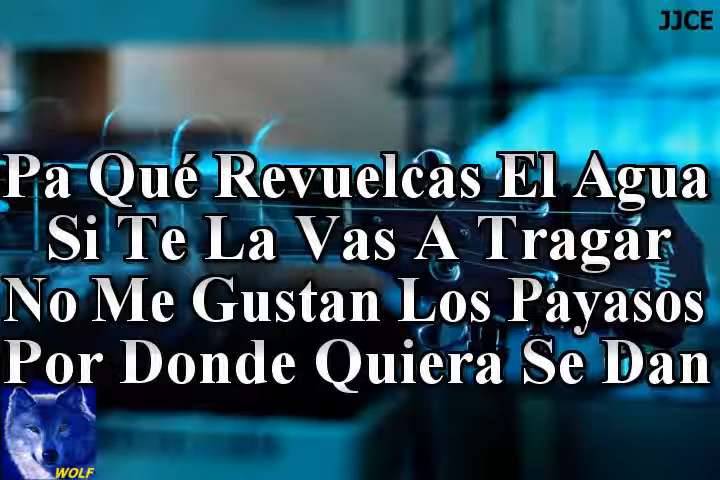 JJCE
Pa Qué Revuelcas El Agua
Si Te La Vas A Tragar
No Me Gustan Los Payasos
Por Donde Quiera Se Dan
WOLF